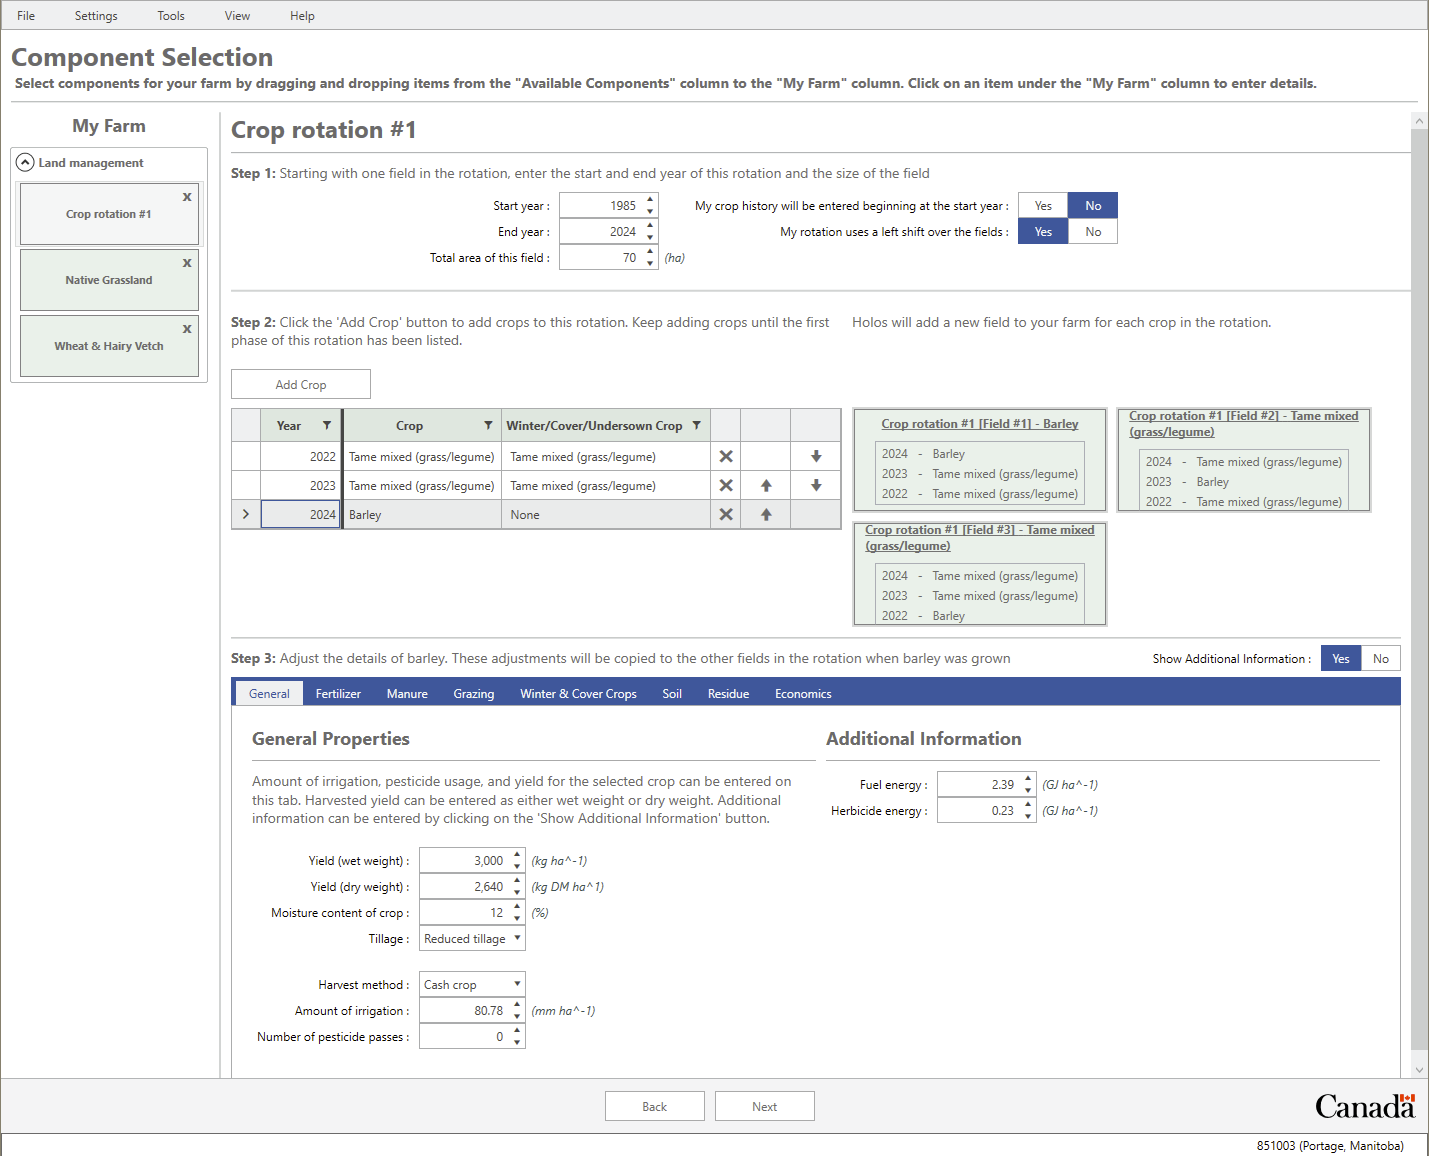 File Settings Tools View Help
Component Selection
Select components for your farm by dragging and dropping items from the "Available Components" column to the "My Farm" column. Click on an item under the "My Farm" column to enter details.
My Farm
Land management
Crop rotation #1 x
Native Grassland x
Wheat & Hairy Vetch x
Crop rotation #1
Step 1: Starting with one field in the rotation, enter the start and end year of this rotation and the size of the field
Start year : 1985 My crop history will be entered beginning at the start year : Yes No
End year : 2024 My rotation uses a left shift over the fields : Yes No
Total area of this field : 70 (ha)
Step 2: Click the 'Add Crop' button to add crops to this rotation. Keep adding crops until the first
phase of this rotation has been listed.
Holos will add a new field to your farm for each crop in the rotation.
Add Crop
Year Crop Winter/Cover/Undersown Crop
2022 Tame mixed (grass/legume) Tame mixed (grass/legume)
2023 Tame mixed (grass/legume) Tame mixed (grass/legume)
2024 Barley None
Crop rotation #1 [Field #1] - Barley
2024 - Barley
2023 - Tame mixed (grass/legume)
2022 - Tame mixed (grass/legume)
Crop rotation #1 [Field #2] - Tame mixed
(grass/legume)
2024 - Tame mixed (grass/legume)
2023 - Barley
2022 - Tame mixed (grass/legume)
Crop rotation #1 [Field #3] - Tame mixed
(grass/legume)
2024 - Tame mixed (grass/legume)
2023 - Tame mixed (grass/legume)
2022 - Barley
Step 3: Adjust the details of barley. These adjustments will be copied to the other fields in the rotation when barley was grown
Show Additional Information : Yes No
General Fertilizer Manure Grazing Winter & Cover Crops Soil Residue Economics
General Properties
Amount of irrigation, pesticide usage, and yield for the selected crop can be entered on
this tab. Harvested yield can be entered as either wet weight or dry weight. Additional
information can be entered by clicking on the 'Show Additional Information' button.
Yield (wet weight) : 3,000 (kg ha^-1)
Yield (dry weight) : 2,640 (kg DM ha^1)
Moisture content of crop : 12 (%)
Tillage : Reduced tillage
Harvest method : Cash crop
Amount of irrigation : 80.78 (mm ha^-1)
Number of pesticide passes : 0
Additional Information
Fuel energy : 2.39 (GJ ha^-1)
Herbicide energy : 0.23 (GJ ha^-1)
Back Next
Canada
851003 (Portage, Manitoba)